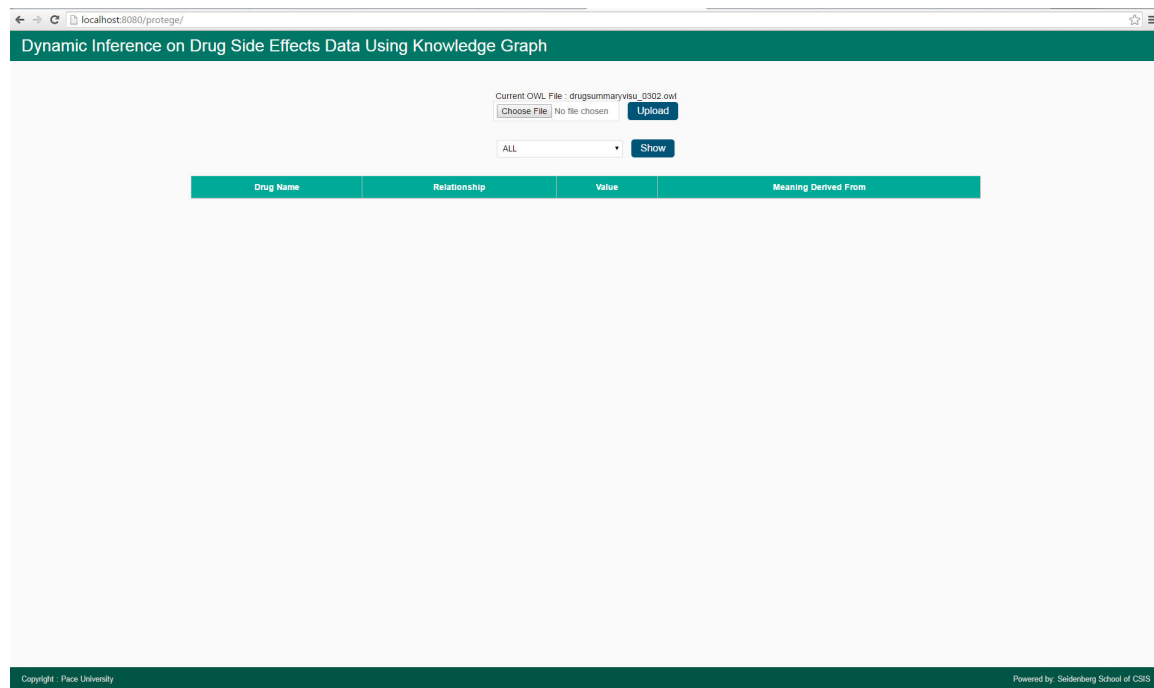 localhost:8080/protege/
Dynamic Inference on Drug Side Effects Data Using Knowledge Graph
Current OWL File : drugsummaryvisu_0302.owl
Choose File No file chosen Upload
ALL Show
Drug Name Relationship Value Meaning Derived From
Copyright : Pace University Powered by: Seidenberg School of CSIS